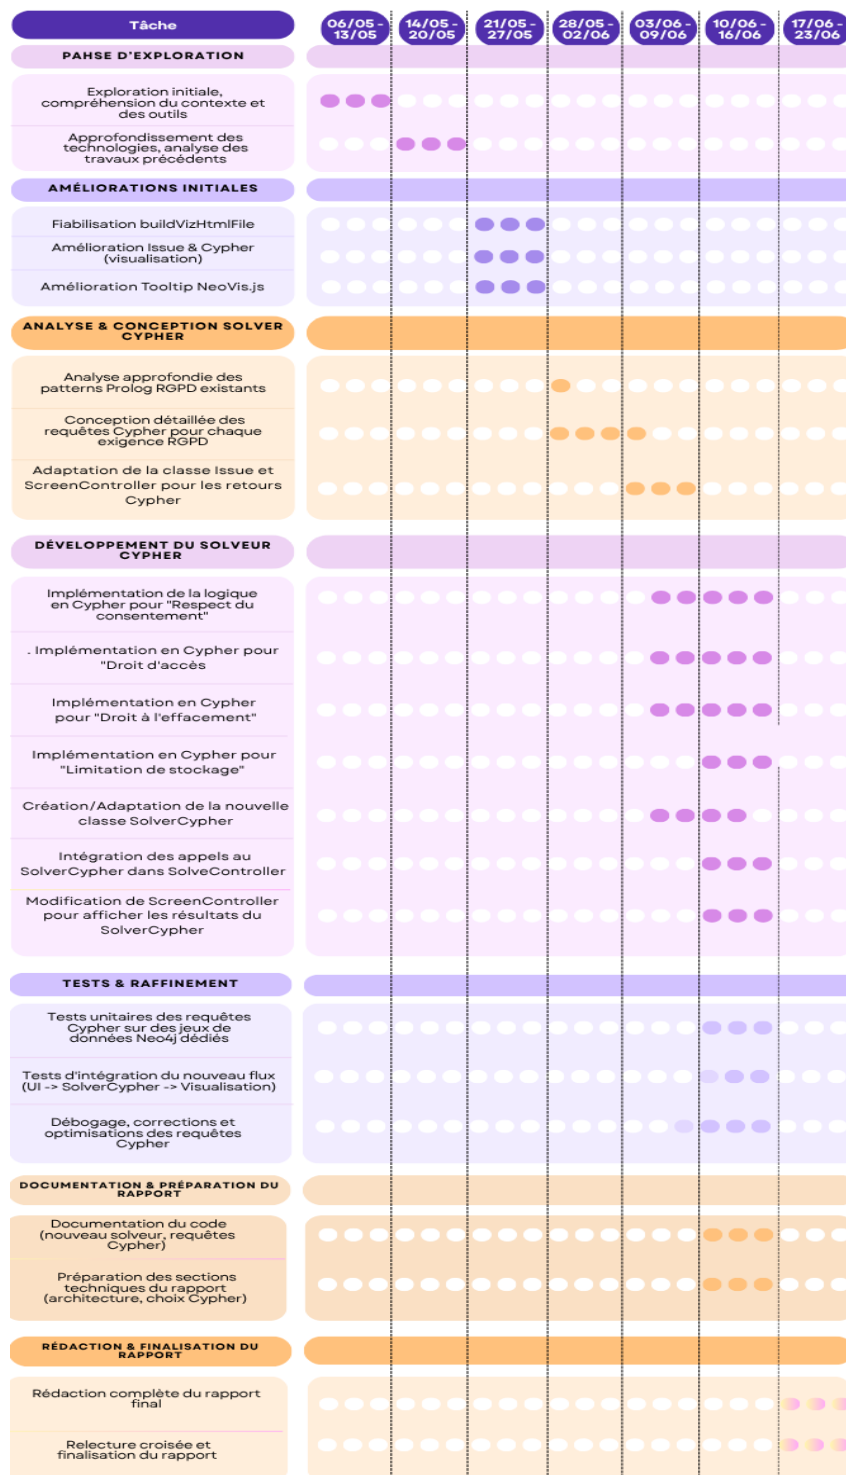 Tâche
06/05 -
13/05
14/05 -
20/05
21/05 -
27/05
28/05 -
02/06
03/06 -
09/06
10/06 -
16/06
17/06 -
23/06
PAHSE D'EXPLORATION
Exploration initiale,
compréhension du contexte et
des outils
Approfondissement des
technologies, analyse des
travaux précédents
AMÉLIORATIONS INITIALES
Fiabilisation buildVizHtmlFile
Amélioration Issue & Cypher
(visualisation)
Amélioration Tooltip NeoVis.js
ANALYSE & CONCEPTION SOLVER
CYPHER
Analyse approfondie des
patterns Prolog RGPD existants
Conception détaillée des
requêtes Cypher pour chaque
exigence RGPD
Adaptation de la classe Issue et
ScreenController pour les retours
Cypher
DÉVELOPPEMENT DU SOLVEUR
CYPHER
Implémentation de la logique
en Cypher pour "Respect du
consentement"
. Implémentation en Cypher pour
"Droit d'accès
Implémentation en Cypher
pour "Droit à l'effacement"
Implémentation en Cypher pour
"Limitation de stockage"
Création/Adaptation de la nouvelle
classe SolverCypher
Intégration des appels au
SolverCypher dans SolveController
Modification de ScreenController
pour afficher les résultats du
SolverCypher
TESTS & RAFFINEMENT
Tests unitaires des requêtes
Cypher sur des jeux de
données Neo4j dédiés
Tests d'intégration du nouveau flux
(UI -> SolverCypher -> Visualisation)
Débogage, corrections et
optimisations des requêtes
Cypher
DOCUMENTATION & PRÉPARATION DU
RAPPORT
Documentation du code
(nouveau solveur, requêtes
Cypher)
Préparation des sections
techniques du rapport
(architecture, choix Cypher)
RÉDACTION & FINALISATION DU
RAPPORT
Rédaction complète du rapport
final
Relecture croisée et
finalisation du rapport